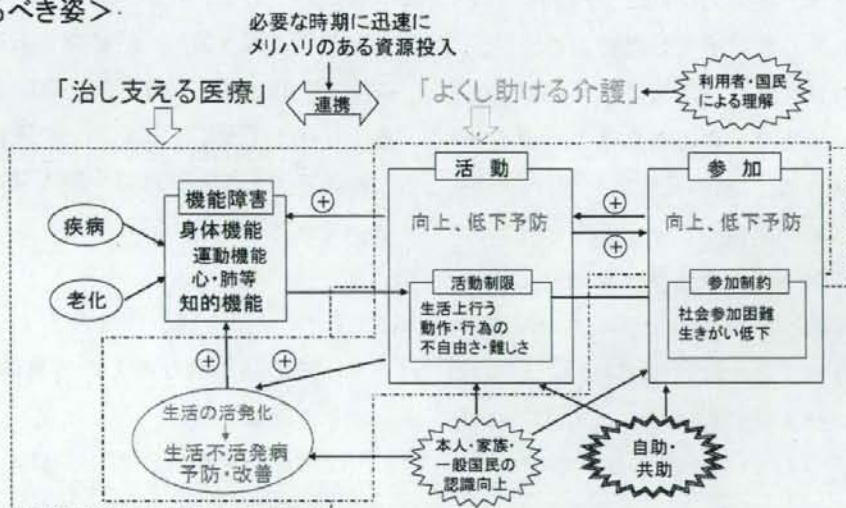 べき姿＞
必要な時期に迅速に
メリハリのある資源投入
「治し支える医療」
連携
「よくし助ける介護」
利用者・国民
による理解
機能障害
身体機能
運動機能
心・肺等
知的機能
疾病
老化
活動
向上、低下予防
活動制限
生活上行う
動作・行為の
不自由さ・難しさ
参加
向上、低下予防
参加制約
社会参加困難
生きがい低下
＋
＋
＋
＋
＋
生活の活発化
生活不活発病
予防・改善
本人・家族・
一般国民の
認識向上
自助・
共助